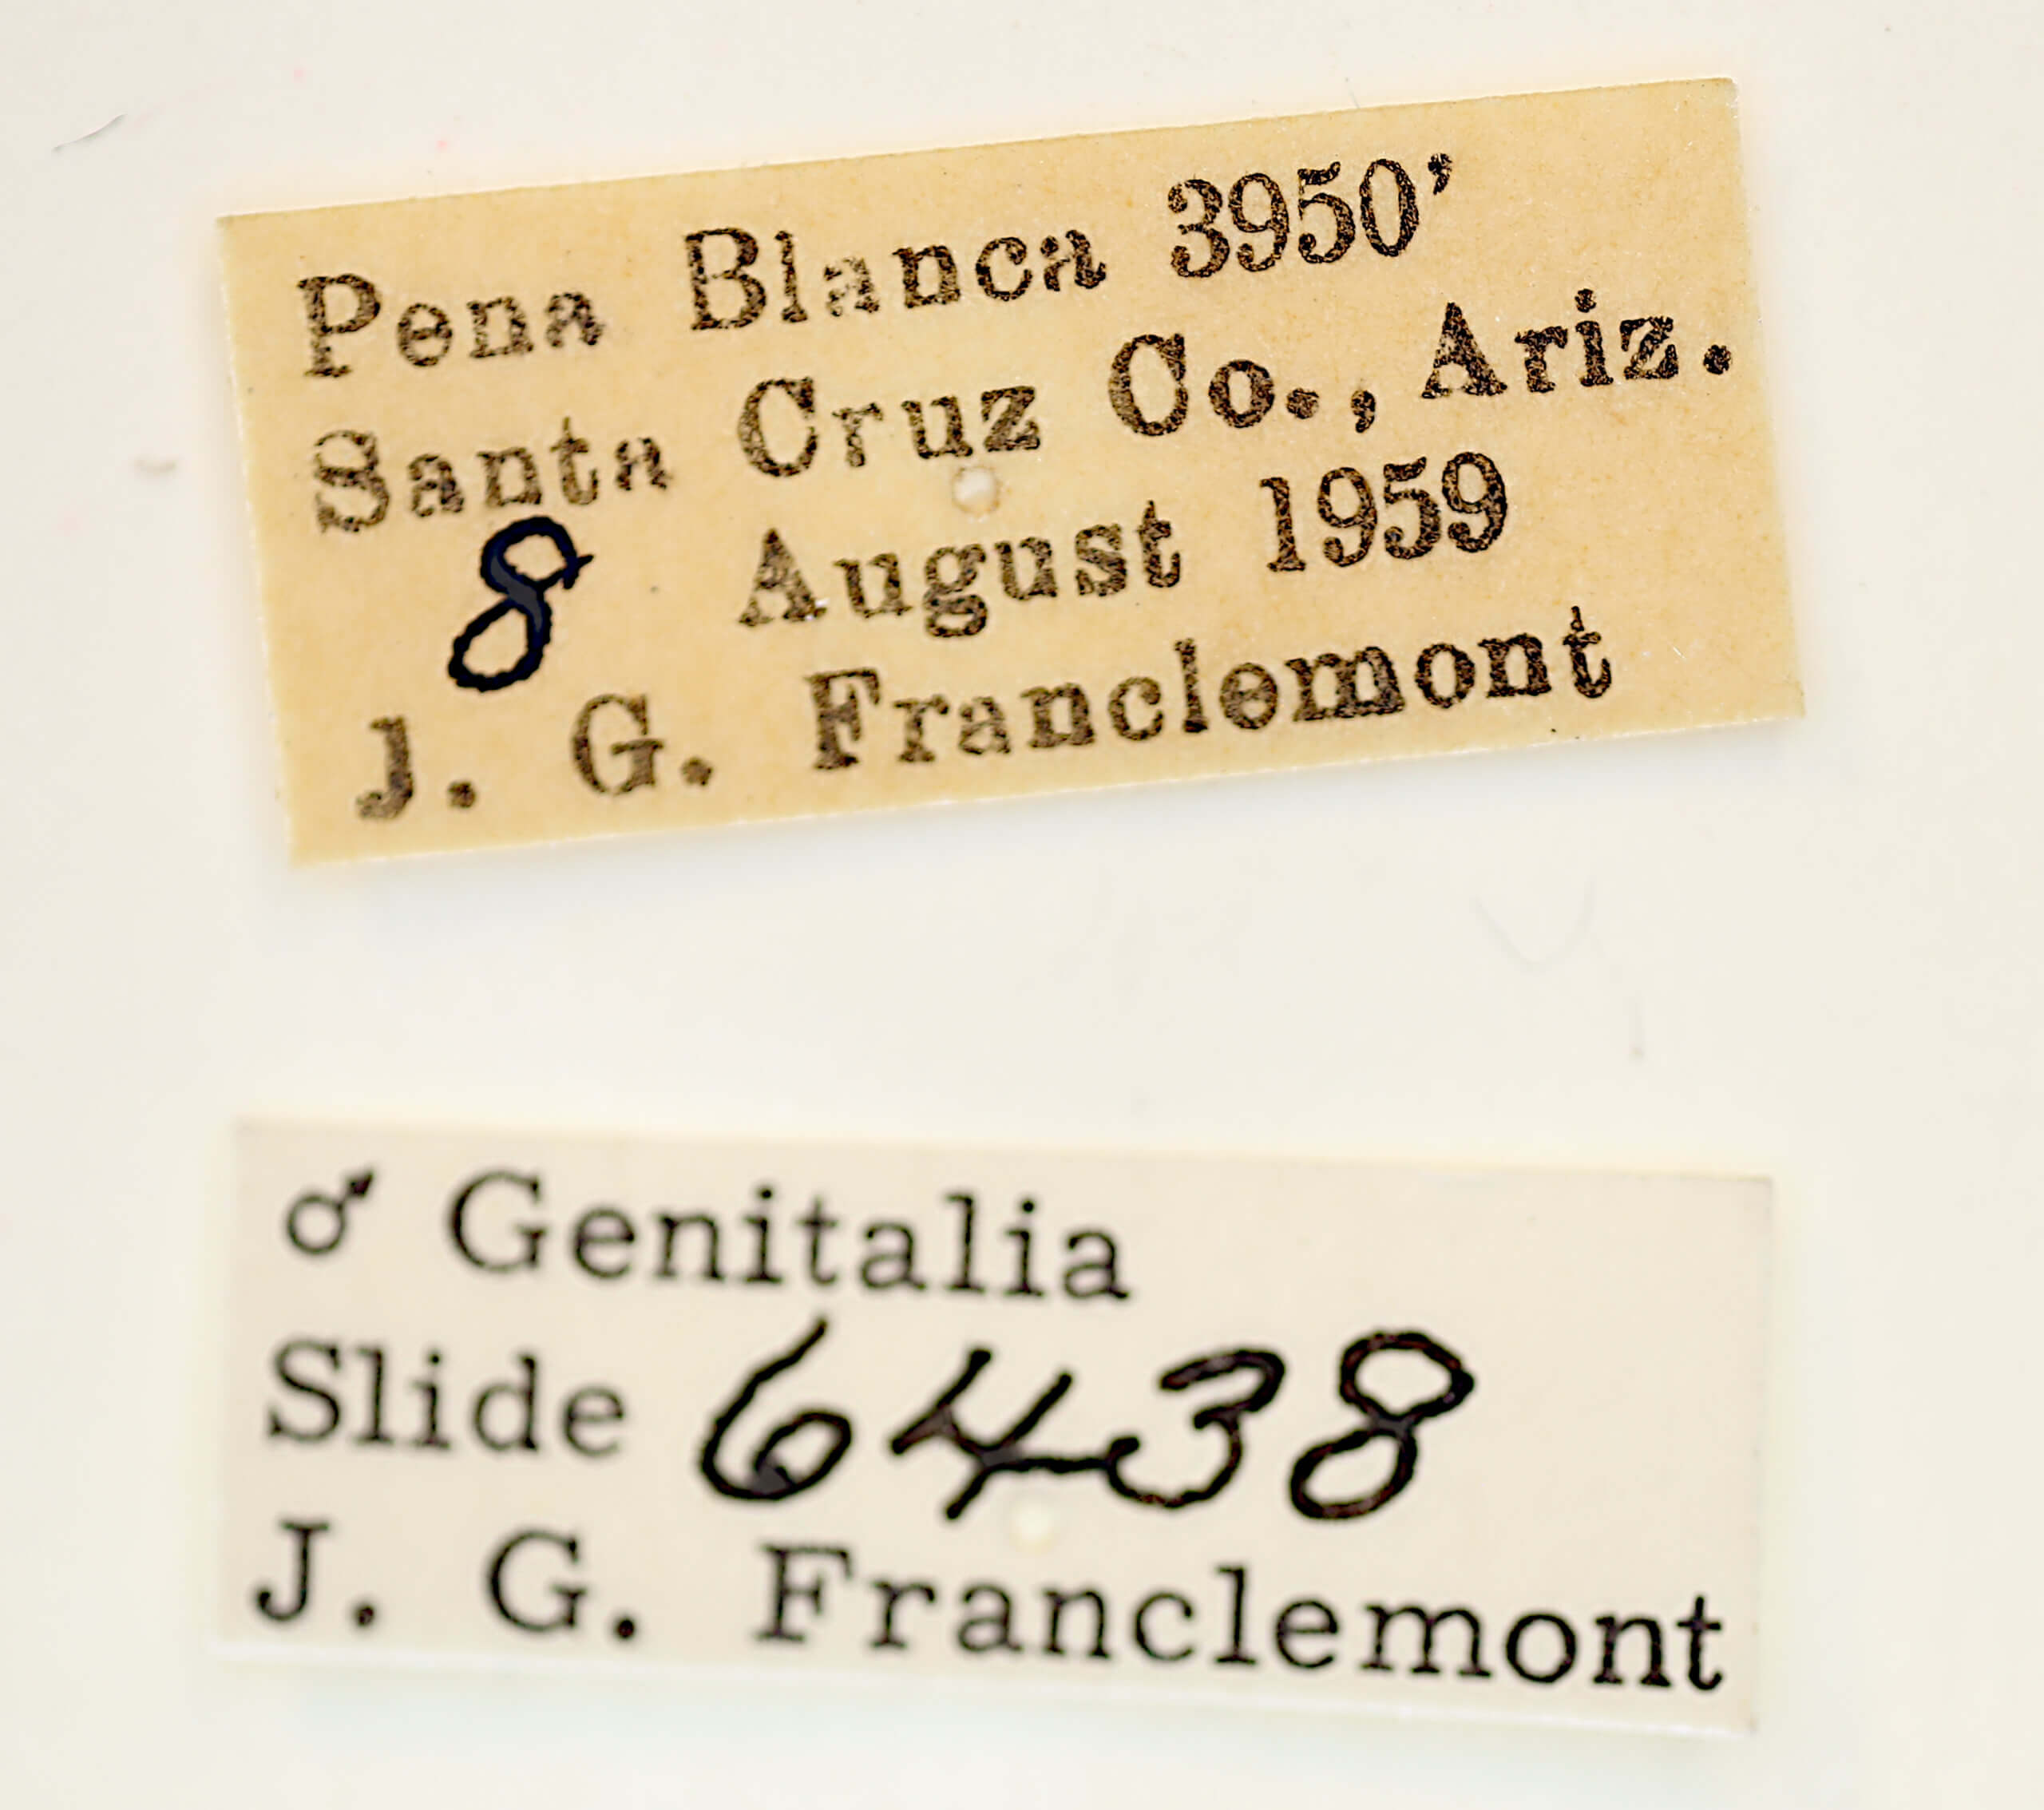 Pena Blanca 3950'
Santa Cruz Co., Ariz.
8 August 1959
J. G. Franclemont
♂ Genitalia
Slide 6438
J. G. Franclemont